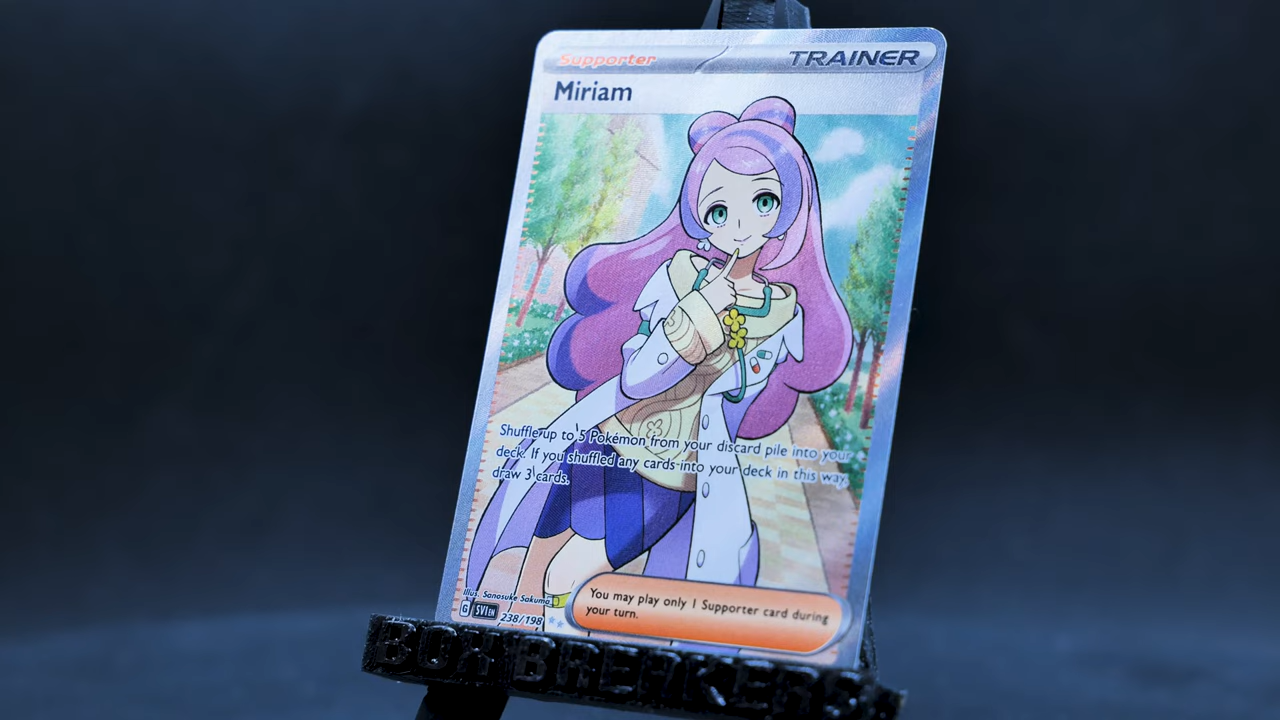 Supporter
TRAINER
Miriam
Shuffle up to 5 Pokémon from your discard pile into your
deck. If you shuffled any cards into your deck in this way,
draw 3 cards.
Illus. Sanosuke Sakuma
G SVI EN 238/198
You may play only 1 Supporter card during
your turn.
BOX BREAKERS